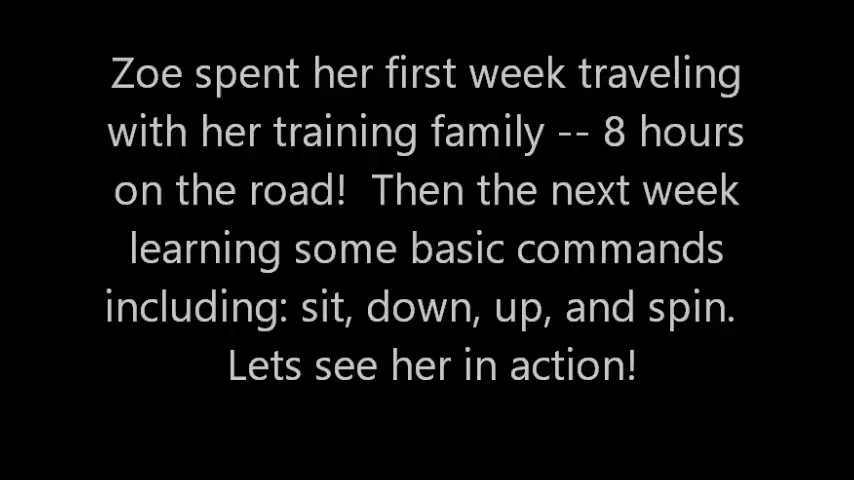 Zoe spent her first week traveling
with her training family -- 8 hours
on the road!  Then the next week
learning some basic commands
including: sit, down, up, and spin.
Lets see her in action!